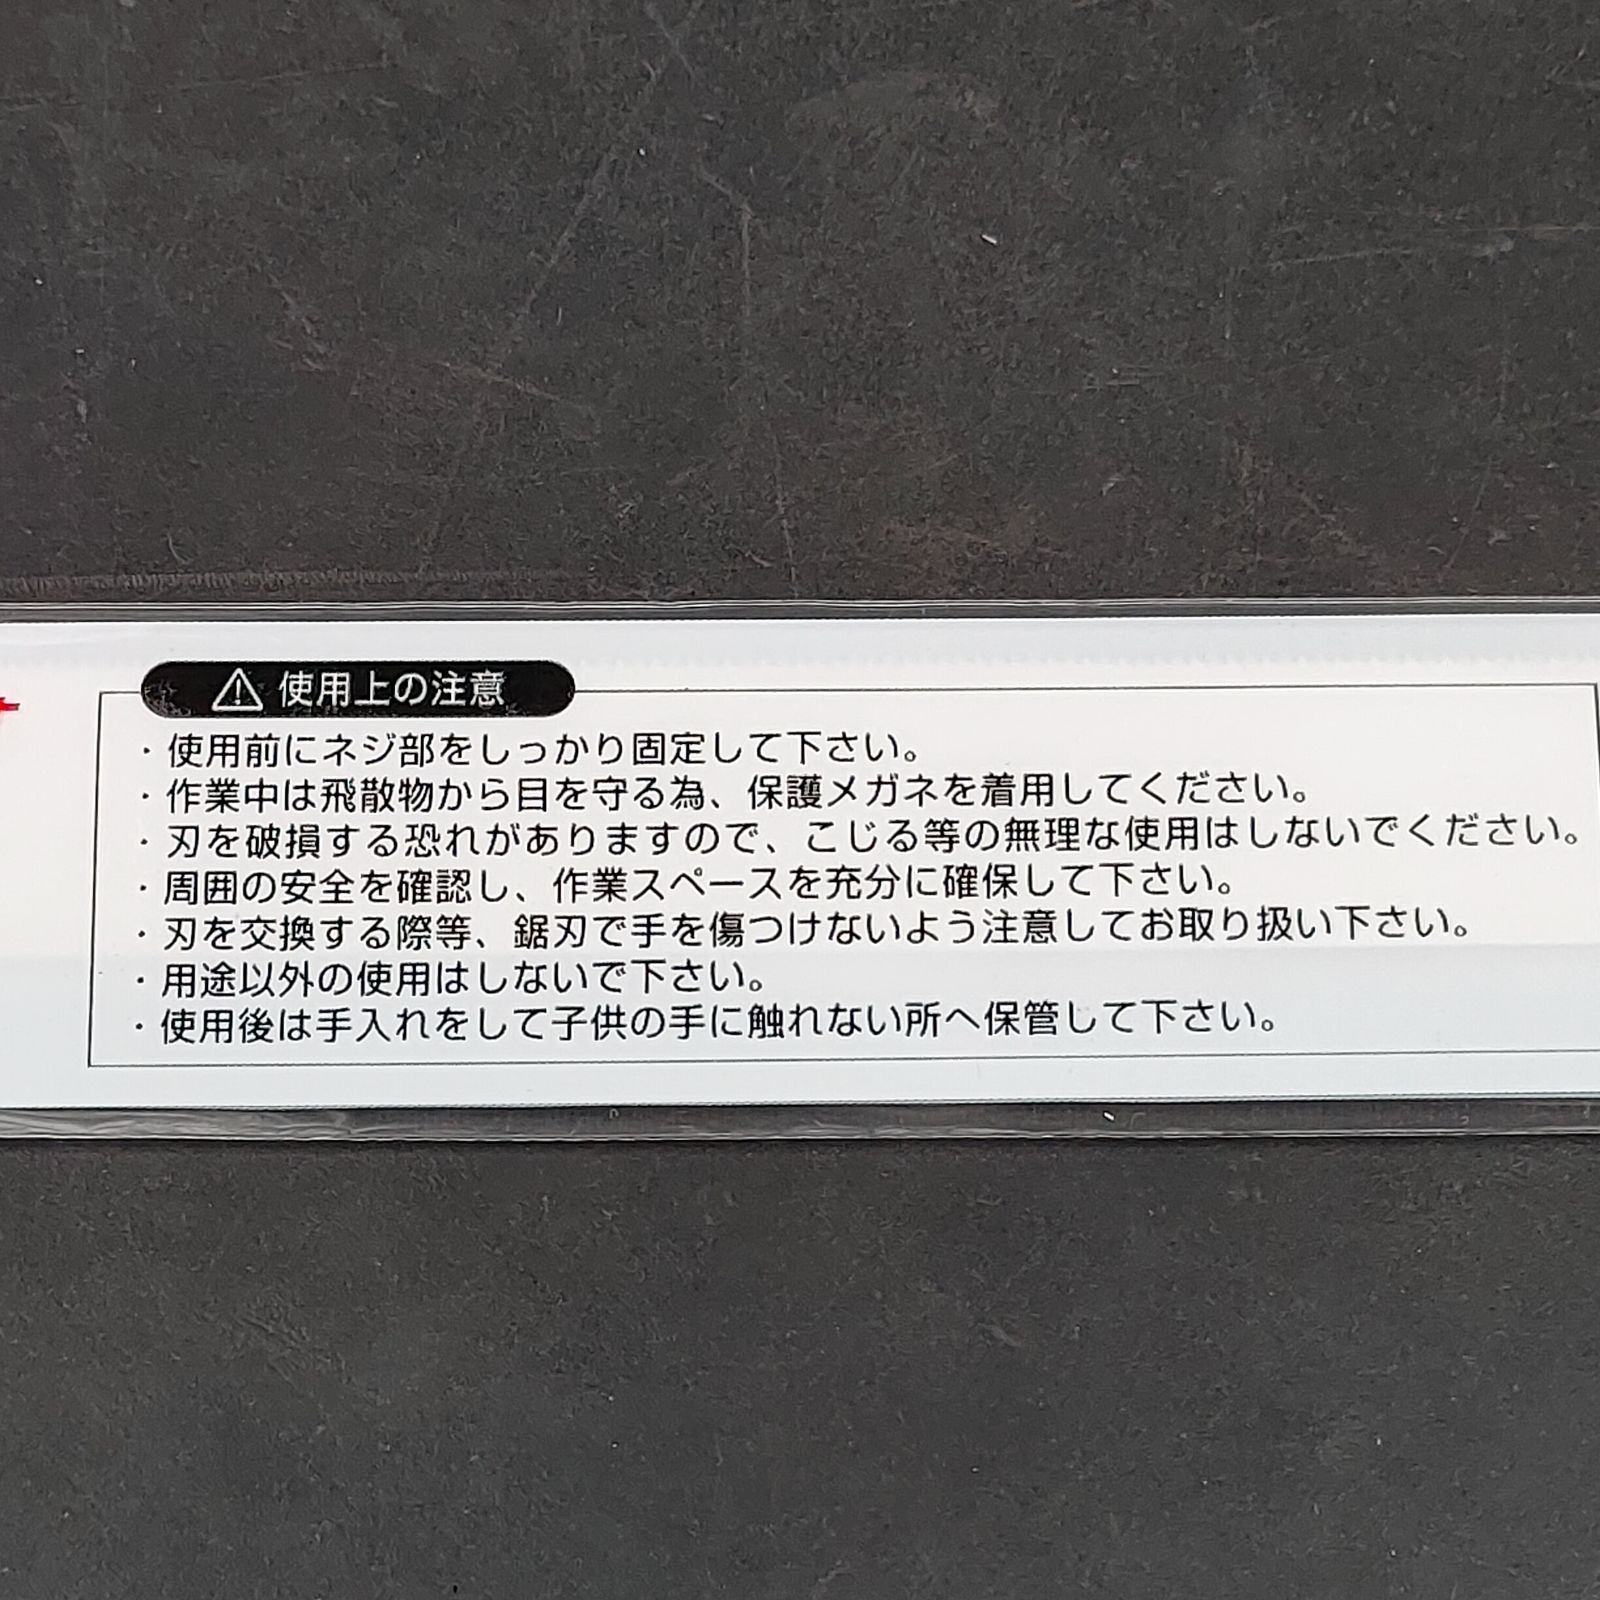 ⚠ 使用上の注意
・使用前にネジ部をしっかり固定して下さい。
・作業中は飛散物から目を守る為、保護メガネを着用してください。
・刃を破損する恐れがありますので、こじる等の無理な使用はしないでください。
・周囲の安全を確認し、作業スペースを充分に確保して下さい。
・刃を交換する際等、鋸刃で手を傷つけないよう注意してお取り扱い下さい。
・用途以外の使用はしないで下さい。
・使用後は手入れをして子供の手に触れない所へ保管して下さい。